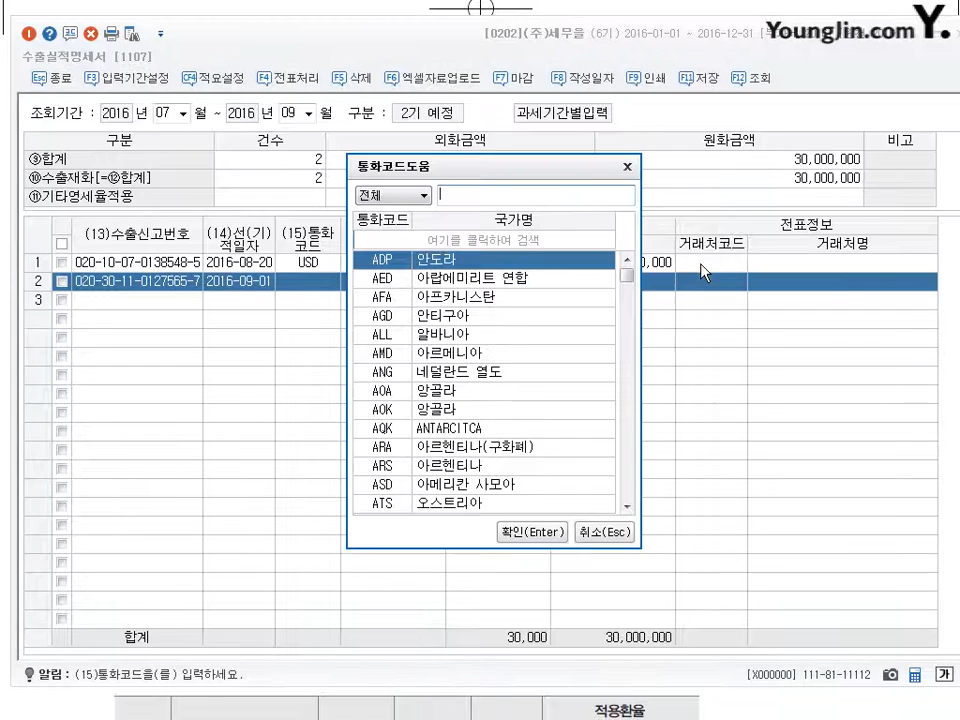 YoungJin.com Y.
[0202](주)세무을 (6기) 2016-01-01 ~ 2016-12-31
수출실적명세서 [1107]
Esc 종료 F3 입력기간설정 CF4 적요설정 F4 전표처리 F5 삭제 F6 엑셀자료업로드 F7 마감 F8 작성일자 F9 인쇄 F11 저장 F12 조회
조회기간 : 2016 년 07 월 ~ 2016 년 09 월 구분 : 2기 예정 과세기간별입력
구분 건수 외화금액 원화금액 비고
⑨합계 2 30,000,000
⑩수출재화[=⑫합계] 2 30,000,000
⑪기타영세율적용
(13)수출신고번호 (14)선(기)적일자 (15)통화코드 전표정보
거래처코드 거래처명
1 020-10-07-0138548-5 2016-08-20 USD 0,000
2 020-30-11-0127565-7 2016-09-01
3
통화코드도움 x
전체
통화코드 국가명
여기를 클릭하여 검색
ADP 안도라
AED 아랍에미리트 연합
AFA 아프카니스탄
AGD 안티구아
ALL 알바니아
AMD 아르메니아
ANG 네덜란드 열도
AOA 앙골라
AOK 앙골라
AQK ANTARCITCA
ARA 아르헨티나(구화폐)
ARS 아르헨티나
ASD 아메리칸 사모아
ATS 오스트리아
확인(Enter) 취소(Esc)
합계 30,000 30,000,000
알림 : (15)통화코드을(를) 입력하세요.
[X000000] 111-81-11112 가
적용환율